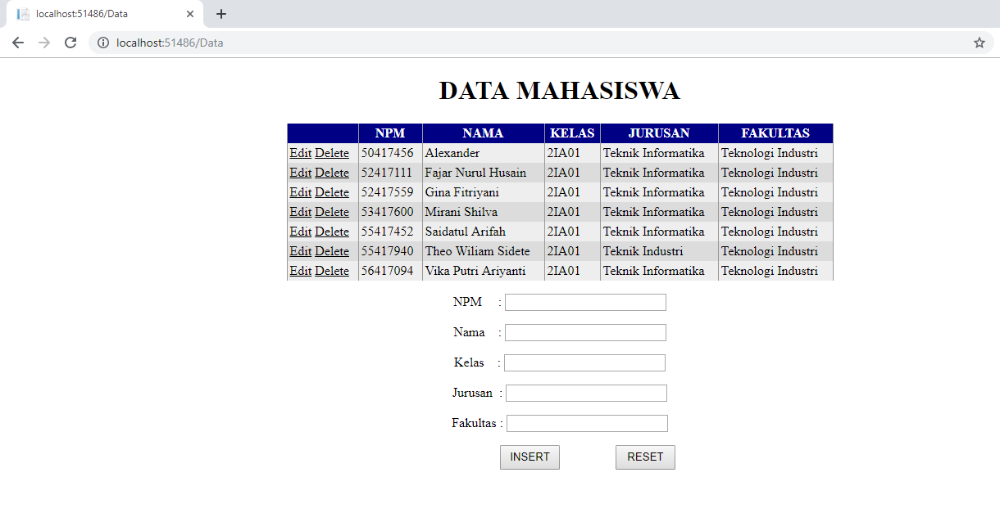 localhost:51486/Data
localhost:51486/Data
DATA MAHASISWA
NPM NAMA KELAS JURUSAN FAKULTAS
Edit Delete 50417456 Alexander 2IA01 Teknik Informatika Teknologi Industri
Edit Delete 52417111 Fajar Nurul Husain 2IA01 Teknik Informatika Teknologi Industri
Edit Delete 52417559 Gina Fitriyani 2IA01 Teknik Informatika Teknologi Industri
Edit Delete 53417600 Mirani Shilva 2IA01 Teknik Informatika Teknologi Industri
Edit Delete 55417452 Saidatul Arifah 2IA01 Teknik Informatika Teknologi Industri
Edit Delete 55417940 Theo Wiliam Sidete 2IA01 Teknik Industri Teknologi Industri
Edit Delete 56417094 Vika Putri Ariyanti 2IA01 Teknik Informatika Teknologi Industri
NPM :
Nama :
Kelas :
Jurusan :
Fakultas :
INSERT RESET